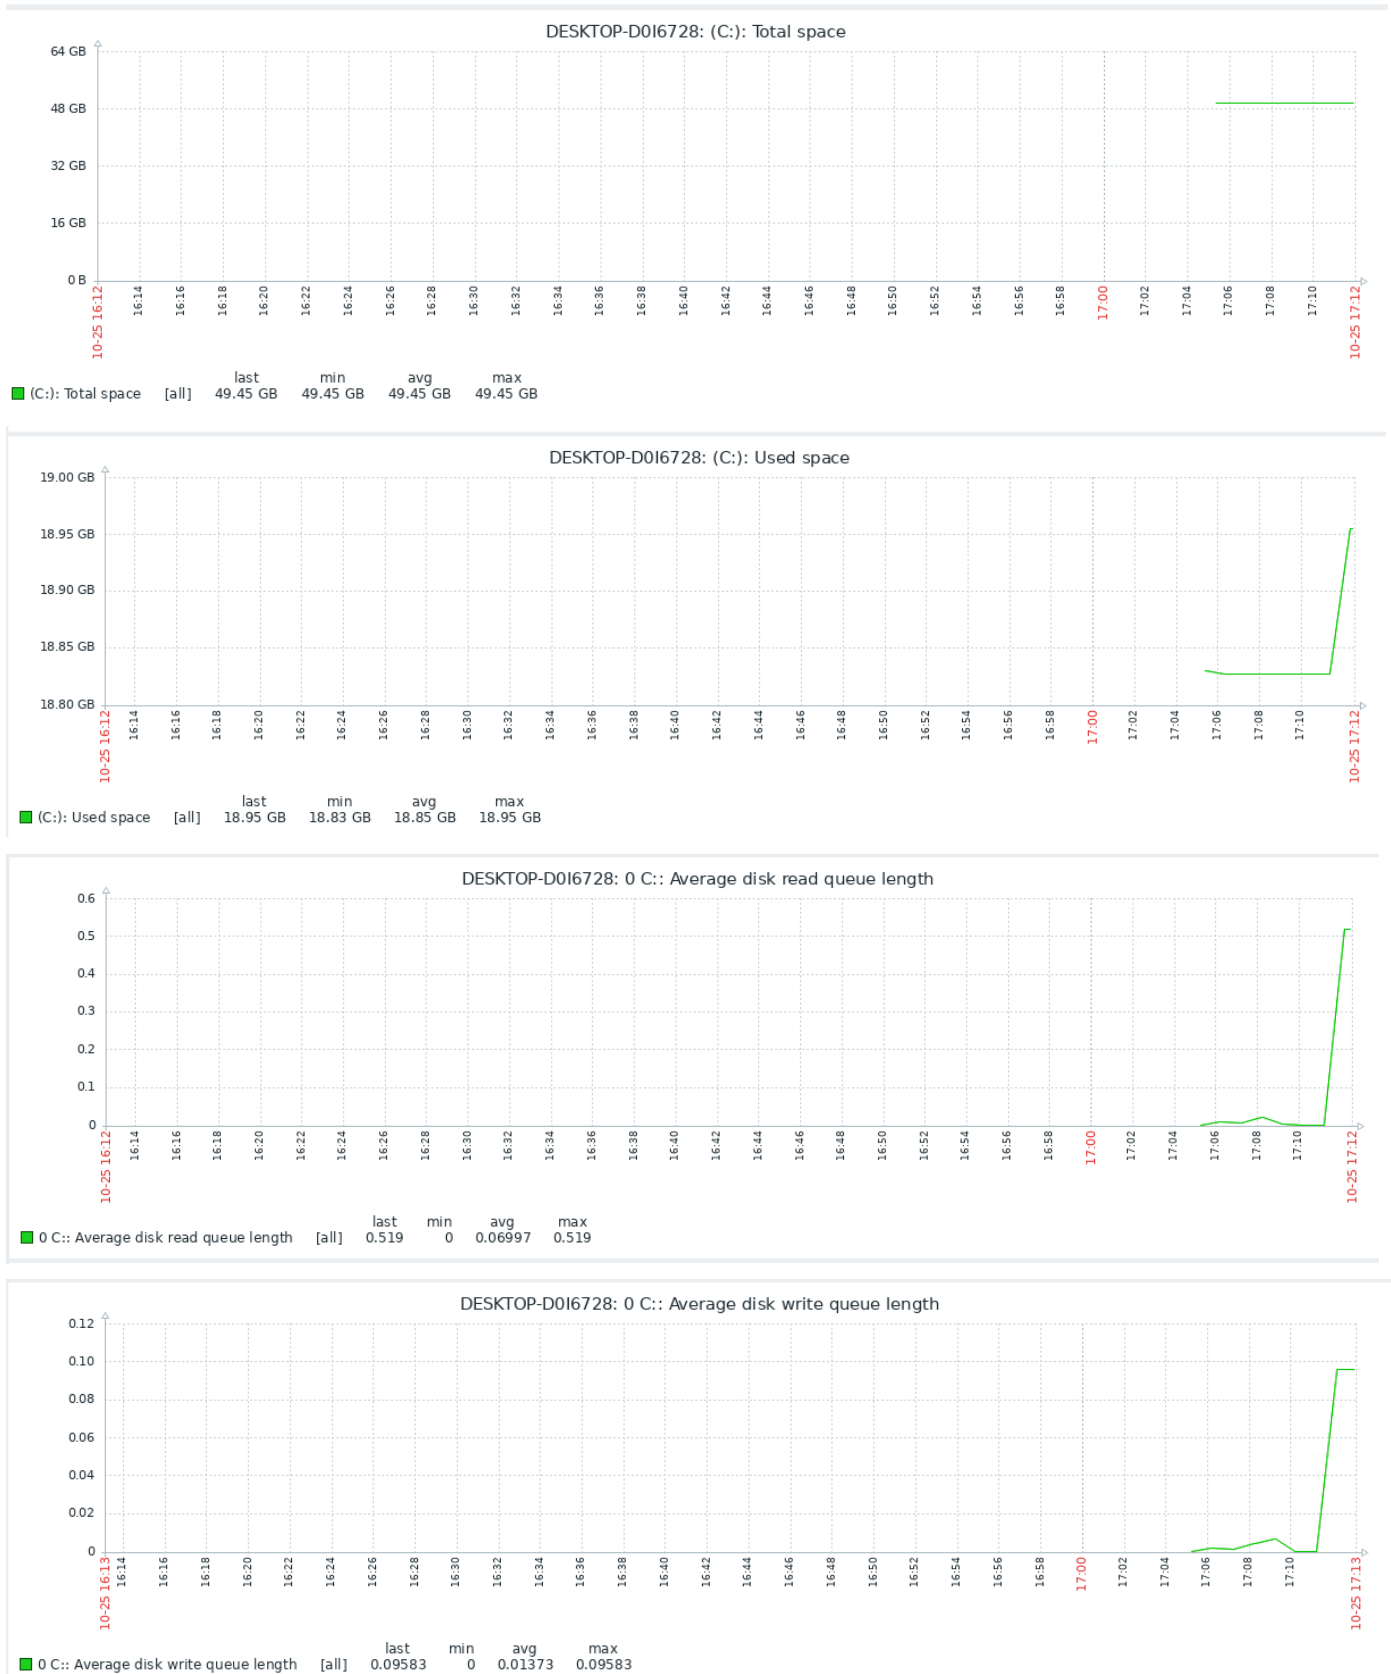 DESKTOP-D0I6728: (C:): Total space
64 GB
48 GB
32 GB
16 GB
0 B
10-25 16:12 16:14 16:16 16:18 16:20 16:22 16:24 16:26 16:28 16:30 16:32 16:34 16:36 16:38 16:40 16:42 16:44 16:46 16:48 16:50 16:52 16:54 16:56 16:58 17:00 17:02 17:04 17:06 17:08 17:10 10-25 17:12
last min avg max
(C:): Total space [all] 49.45 GB 49.45 GB 49.45 GB 49.45 GB
DESKTOP-D0I6728: (C:): Used space
19.00 GB
18.95 GB
18.90 GB
18.85 GB
18.80 GB
10-25 16:12 16:14 16:16 16:18 16:20 16:22 16:24 16:26 16:28 16:30 16:32 16:34 16:36 16:38 16:40 16:42 16:44 16:46 16:48 16:50 16:52 16:54 16:56 16:58 17:00 17:02 17:04 17:06 17:08 17:10 10-25 17:12
last min avg max
(C:): Used space [all] 18.95 GB 18.83 GB 18.85 GB 18.95 GB
DESKTOP-D0I6728: 0 C:: Average disk read queue length
0.6
0.5
0.4
0.3
0.2
0.1
0
10-25 16:12 16:14 16:16 16:18 16:20 16:22 16:24 16:26 16:28 16:30 16:32 16:34 16:36 16:38 16:40 16:42 16:44 16:46 16:48 16:50 16:52 16:54 16:56 16:58 17:00 17:02 17:04 17:06 17:08 17:10 10-25 17:12
last min avg max
0 C:: Average disk read queue length [all] 0.519 0 0.06997 0.519
DESKTOP-D0I6728: 0 C:: Average disk write queue length
0.12
0.10
0.08
0.06
0.04
0.02
0
10-25 16:13 16:14 16:16 16:18 16:20 16:22 16:24 16:26 16:28 16:30 16:32 16:34 16:36 16:38 16:40 16:42 16:44 16:46 16:48 16:50 16:52 16:54 16:56 16:58 17:00 17:02 17:04 17:06 17:08 17:10 10-25 17:13
last min avg max
0 C:: Average disk write queue length [all] 0.09583 0 0.01373 0.09583